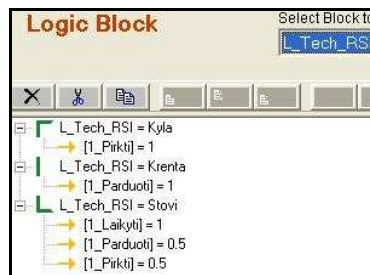 Logic Block
Select Block to
L_Tech_RS
L_Tech_RSI = Kyla
[1_Pirkti] = 1
L_Tech_RSI = Krenta
[1_Parduoti] = 1
L_Tech_RSI = Stovi
[1_Laikyti] = 1
[1_Parduoti] = 0.5
[1_Pirkti] = 0.5